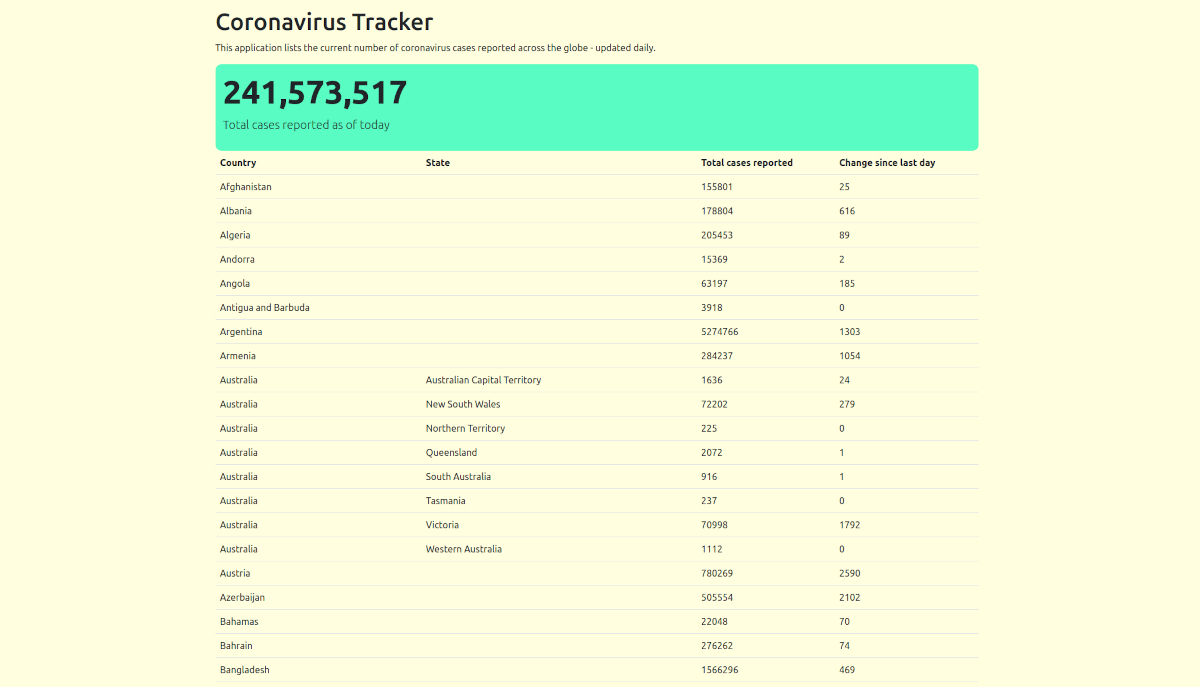 Coronavirus Tracker
This application lists the current number of coronavirus cases reported across the globe - updated daily.
241,573,517
Total cases reported as of today
Country State Total cases reported Change since last day
Afghanistan 155801 25
Albania 178804 616
Algeria 205453 89
Andorra 15369 2
Angola 63197 185
Antigua and Barbuda 3918 0
Argentina 5274766 1303
Armenia 284237 1054
Australia Australian Capital Territory 1636 24
Australia New South Wales 72202 279
Australia Northern Territory 225 0
Australia Queensland 2072 1
Australia South Australia 916 1
Australia Tasmania 237 0
Australia Victoria 70998 1792
Australia Western Australia 1112 0
Austria 780269 2590
Azerbaijan 505554 2102
Bahamas 22048 70
Bahrain 276262 74
Bangladesh 1566296 469